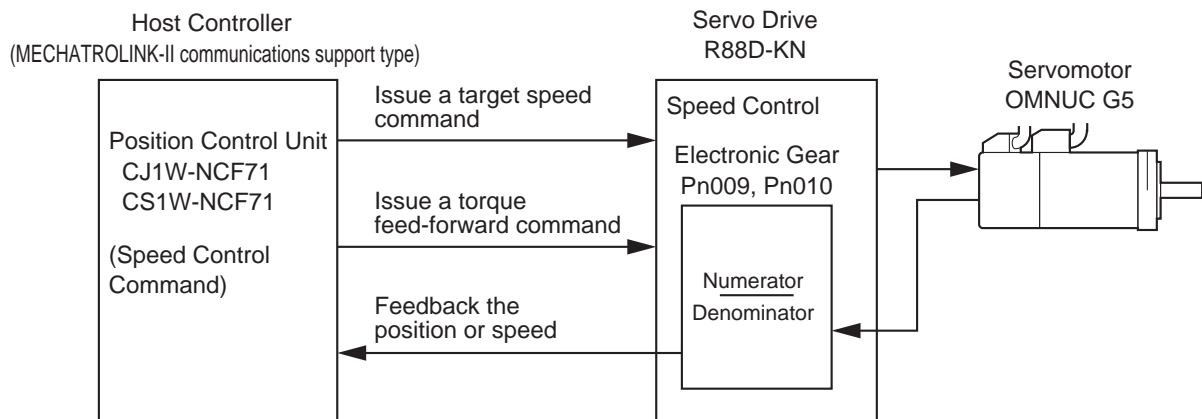 Host Controller
(MECHATROLINK-II communications support type)
Position Control Unit
CJ1W-NCF71
CS1W-NCF71
(Speed Control
Command)
Issue a target speed
command
Issue a torque
feed-forward command
Feedback the
position or speed
Servo Drive
R88D-KN
Speed Control
Electronic Gear
Pn009, Pn010
Numerator
Denominator
Servomotor
OMNUC G5